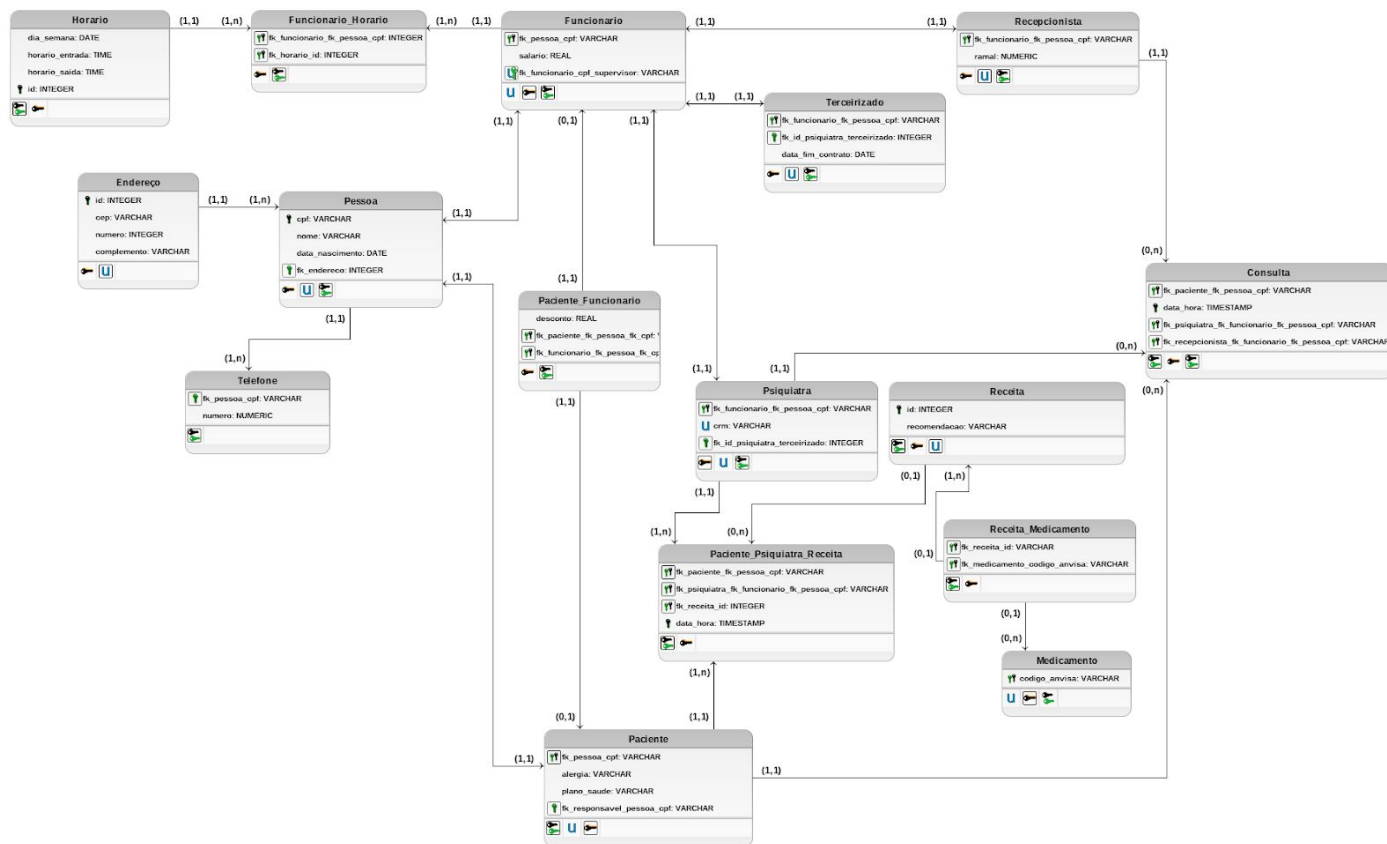 Horario
dia_semana: DATE
horario_entrada: TIME
horario_saida: TIME
id: INTEGER
(1,1)
(1,n)
Funcionario_Horario
fk_funcionario_fk_pessoa_cpf: INTEGER
fk_horario_id: INTEGER
(1,n)
(1,1)
Funcionario
fk_pessoa_cpf: VARCHAR
salario: REAL
fk_funcionario_cpf_supervisor: VARCHAR
U
(1,1)
(1,1)
Recepcionista
fk_funcionario_fk_pessoa_cpf: VARCHAR
ramal: NUMERIC
U
(1,1)
(1,1)
(1,1)
Terceirizado
fk_funcionario_fk_pessoa_cpf: VARCHAR
fk_id_psiquiatra_terceirizado: INTEGER
data_fim_contrato: DATE
U
(1,1)
(0,1)
(1,1)
Endereço
id: INTEGER
cep: VARCHAR
numero: INTEGER
complemento: VARCHAR
U
(1,1)
(1,n)
Pessoa
cpf: VARCHAR
nome: VARCHAR
data_nascimento: DATE
fk_endereco: INTEGER
U
(1,1)
(1,1)
(1,1)
(1,n)
Telefone
fk_pessoa_cpf: VARCHAR
numero: NUMERIC
(1,1)
Paciente_Funcionario
desconto: REAL
fk_paciente_fk_pessoa_fk_cpf:
fk_funcionario_fk_pessoa_fk_cp
(1,1)
(0,n)
Consulta
fk_paciente_fk_pessoa_cpf: VARCHAR
data_hora: TIMESTAMP
fk_psiquiatra_fk_funcionario_fk_pessoa_cpf: VARCHAR
fk_recepcionista_fk_funcionario_fk_pessoa_cpf: VARCHAR
(0,n)
(0,n)
(1,1)
(1,1)
Psiquiatra
fk_funcionario_fk_pessoa_cpf: VARCHAR
U
crm: VARCHAR
fk_id_psiquiatra_terceirizado: INTEGER
U
(1,1)
(1,n)
Receita
id: INTEGER
recomendacao: VARCHAR
U
(0,1)
(1,n)
(0,n)
Receita_Medicamento
fk_receita_id: VARCHAR
fk_medicamento_codigo_anvisa: VARCHAR
(0,1)
(0,1)
(0,n)
Paciente_Psiquiatra_Receita
fk_paciente_fk_pessoa_cpf: VARCHAR
fk_psiquiatra_fk_funcionario_fk_pessoa_cpf: VARCHAR
fk_receita_id: INTEGER
data_hora: TIMESTAMP
(1,n)
(1,1)
Medicamento
codigo_anvisa: VARCHAR
U
(0,1)
(1,1)
Paciente
fk_pessoa_cpf: VARCHAR
alergia: VARCHAR
plano_saude: VARCHAR
fk_responsavel_pessoa_cpf: VARCHAR
U
(1,1)